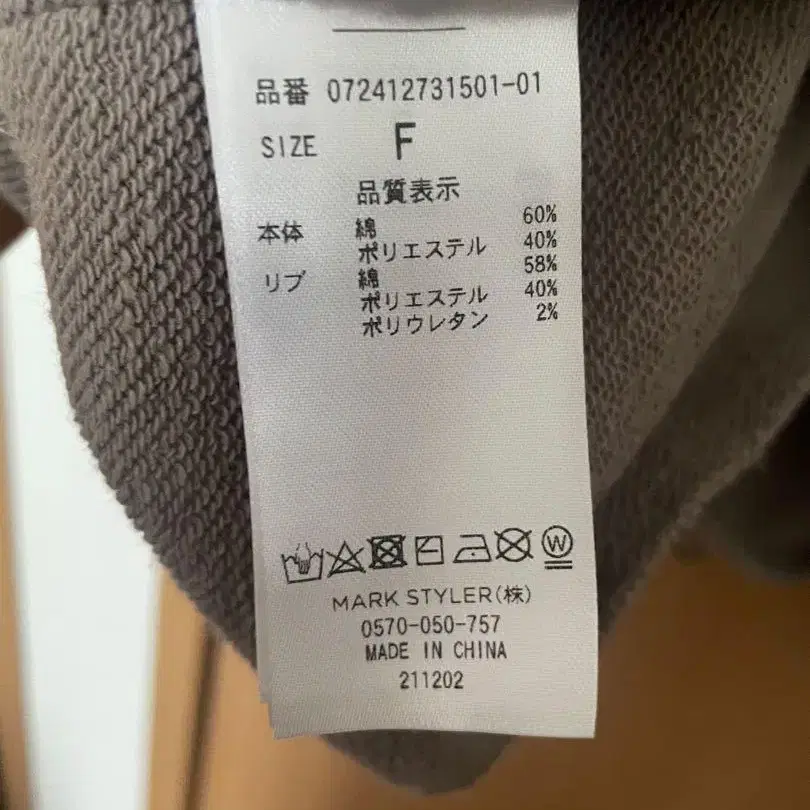 品番 072412731501-01
SIZE F
品質表示
本体 綿 60%
ポリエステル 40%
リブ 綿 58%
ポリエステル 40%
ポリウレタン 2%
W
MARK STYLER(株)
0570-050-757
MADE IN CHINA
211202